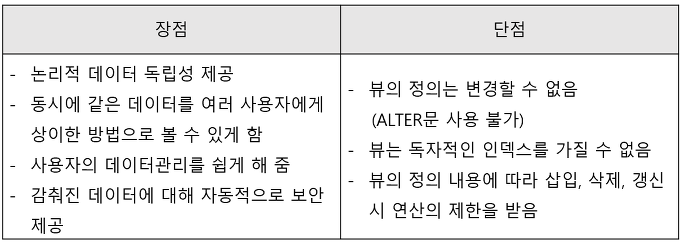 장점
- 논리적 데이터 독립성 제공
- 동시에 같은 데이터를 여러 사용자에게
상이한 방법으로 볼 수 있게 함
- 사용자의 데이터관리를 쉽게 해 줌
- 감춰진 데이터에 대해 자동적으로 보안
제공
단점
- 뷰의 정의는 변경할 수 없음
(ALTER문 사용 불가)
- 뷰는 독자적인 인덱스를 가질 수 없음
- 뷰의 정의 내용에 따라 삽입, 삭제, 갱신
시 연산의 제한을 받음